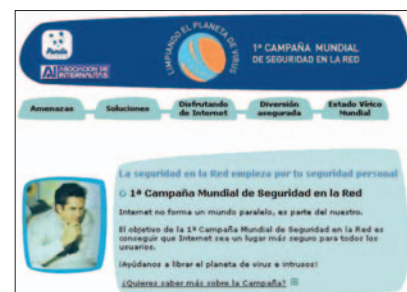 LIMPIANDO EL PLANETA DE VIRUS
1ª CAMPAÑA MUNDIAL
DE SEGURIDAD EN LA RED
Panda
AI ASOCIACION DE
INTERNAUTAS
Amenazas
Soluciones
Disfrutando
de Internet
Diversión
asegurada
Estado Vírico
Mundial
La seguridad en la Red empieza por tu seguridad personal
1ª Campaña Mundial de Seguridad en la Red
Internet no forma un mundo paralelo, es parte del nuestro.
El objetivo de la 1ª Campaña Mundial de Seguridad en la Red es
conseguir que Internet sea un lugar más seguro para todos los
usuarios.
¡Ayúdanos a librar el planeta de virus e intrusos!
¿Quieres saber más sobre la Campaña?